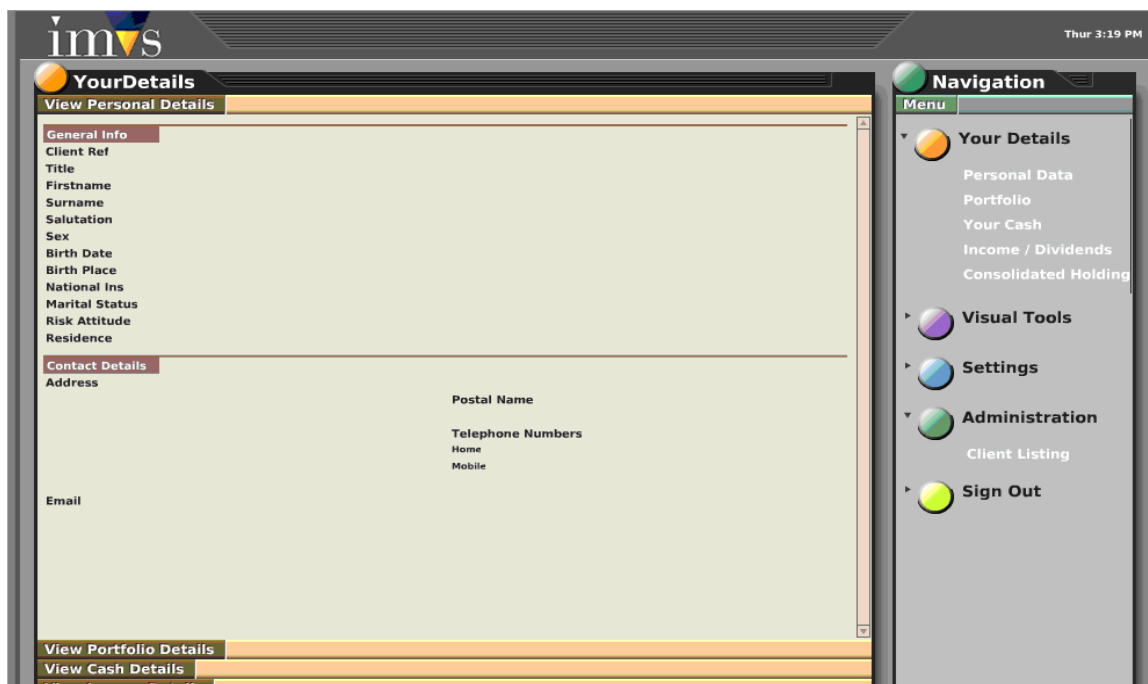 imvs
Thur 3:19 PM
YourDetails
View Personal Details
General Info
Client Ref
Title
Firstname
Surname
Salutation
Sex
Birth Date
Birth Place
National Ins
Marital Status
Risk Attitude
Residence
Contact Details
Address
Postal Name
Telephone Numbers
Home
Mobile
Email
View Portfolio Details
View Cash Details
Navigation
Menu
Your Details
Personal Data
Portfolio
Your Cash
Income / Dividends
Consolidated Holding
Visual Tools
Settings
Administration
Client Listing
Sign Out